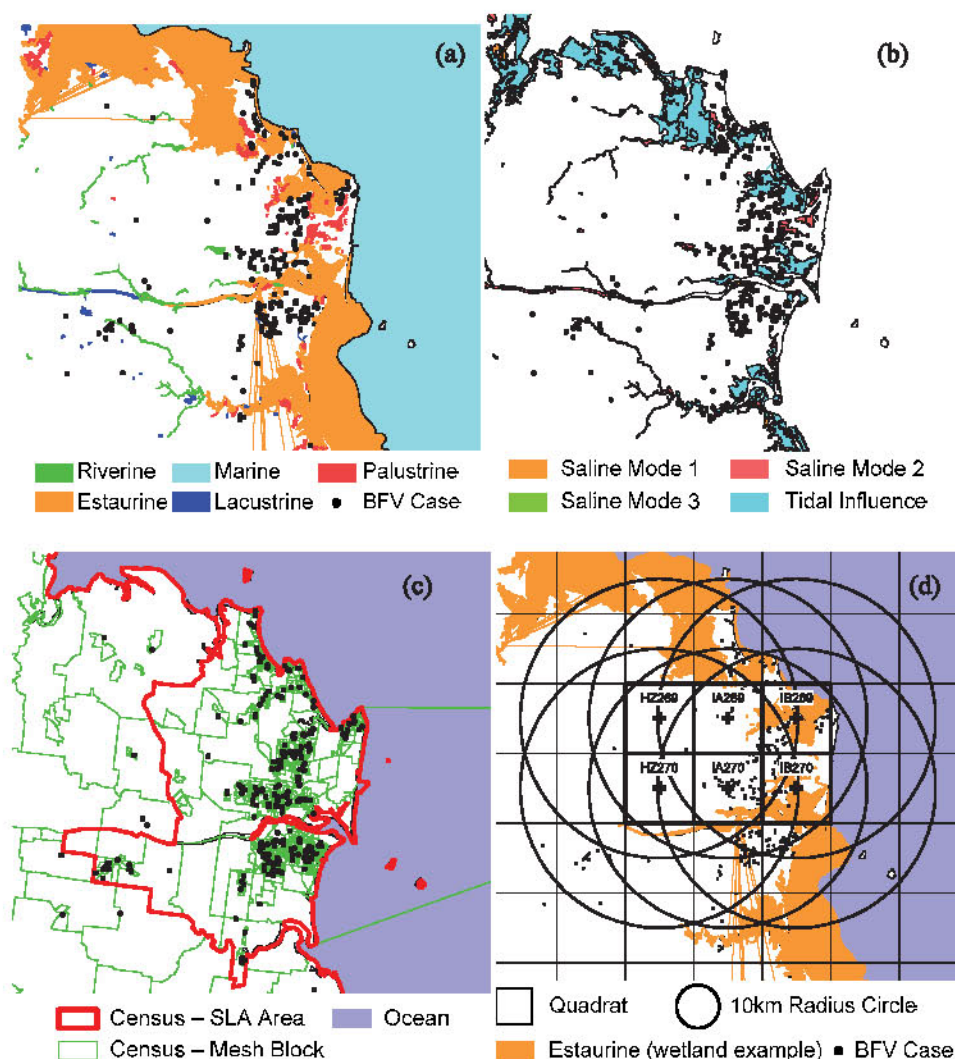 (a)
(b)
Riverine
Marine
Palustrine
Estaurine
Lacustrine
BFV Case
Saline Mode 1
Saline Mode 2
Saline Mode 3
Tidal Influence
(c)
(d)
HZ269
IA269
IB269
HZ270
IA270
IB270
Census – SLA Area
Ocean
Census – Mesh Block
Quadrat
10km Radius Circle
Estaurine (wetland example)
BFV Case